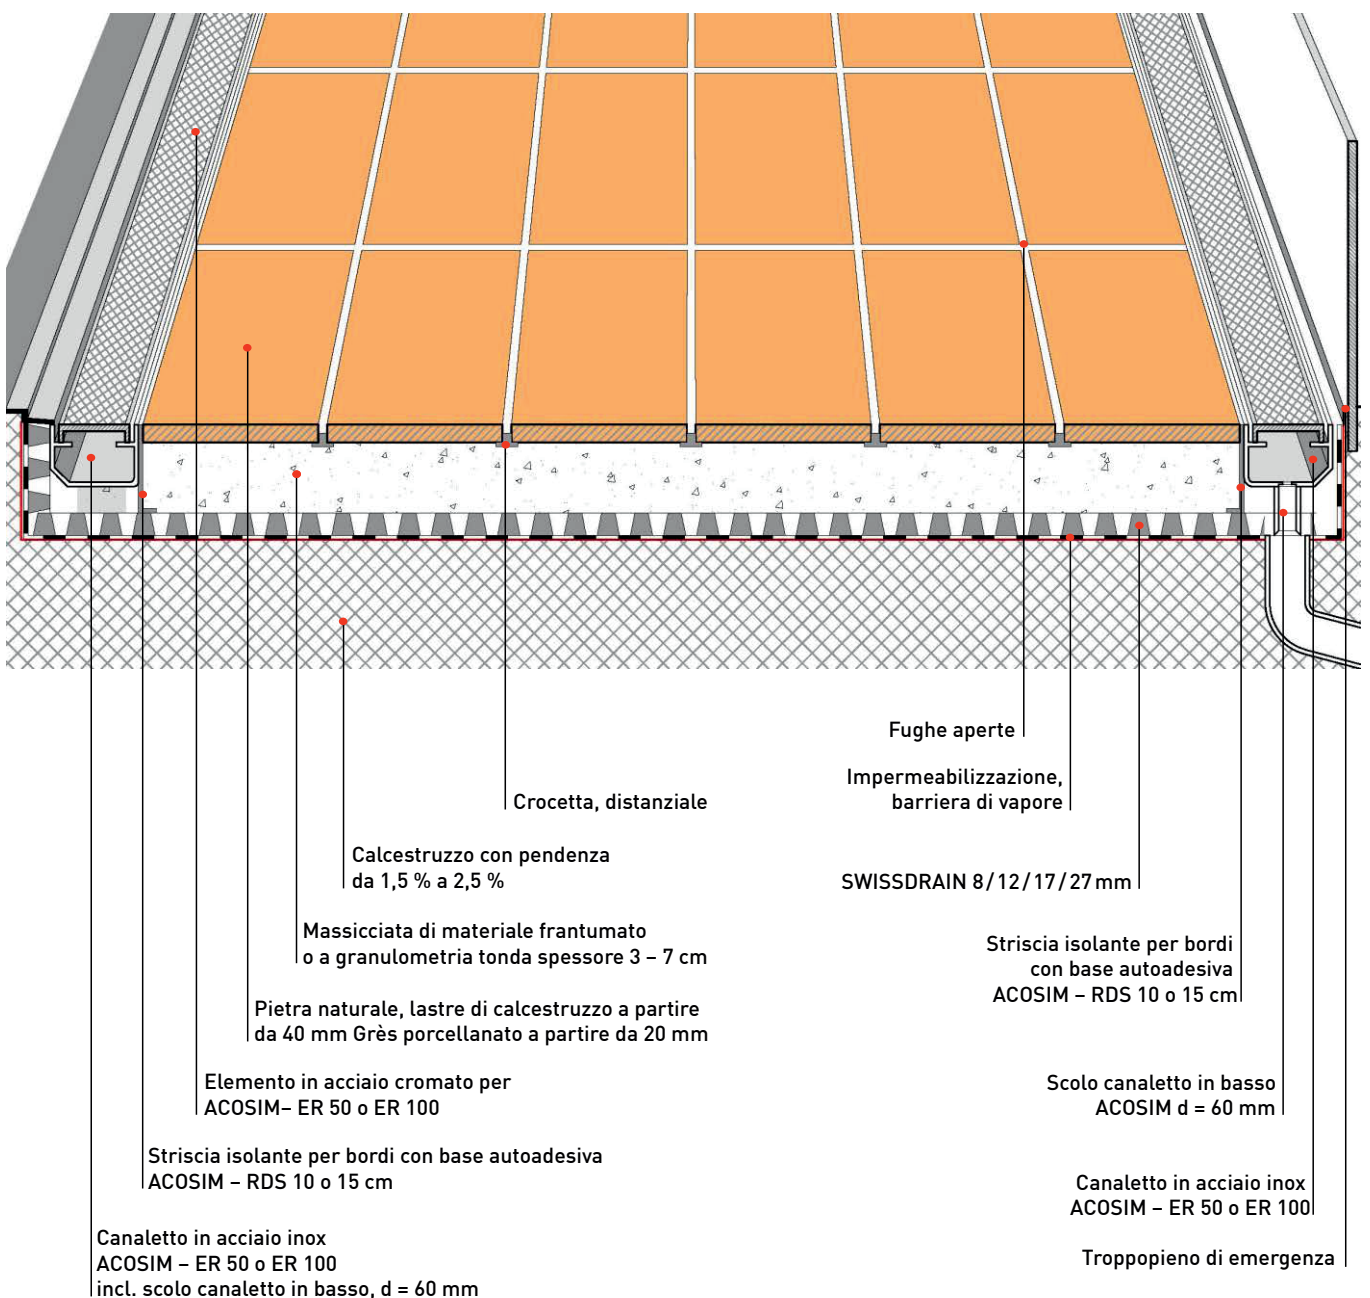 Fughe aperte
Impermeabilizzazione,
barriera di vapore
Crocetta, distanziale
Calcestruzzo con pendenza
da 1,5 % a 2,5 %
SWISSDRAIN 8/12/17/27 mm
Massicciata di materiale frantumato
o a granulometria tonda spessore 3 – 7 cm
Striscia isolante per bordi
con base autoadesiva
ACOSIM – RDS 10 o 15 cm
Pietra naturale, lastre di calcestruzzo a partire
da 40 mm Grès porcellanato a partire da 20 mm
Elemento in acciaio cromato per
ACOSIM– ER 50 o ER 100
Scolo canaletto in basso
ACOSIM d = 60 mm
Striscia isolante per bordi con base autoadesiva
ACOSIM – RDS 10 o 15 cm
Canaletto in acciaio inox
ACOSIM – ER 50 o ER 100
Canaletto in acciaio inox
ACOSIM – ER 50 o ER 100
incl. scolo canaletto in basso, d = 60 mm
Troppopieno di emergenza